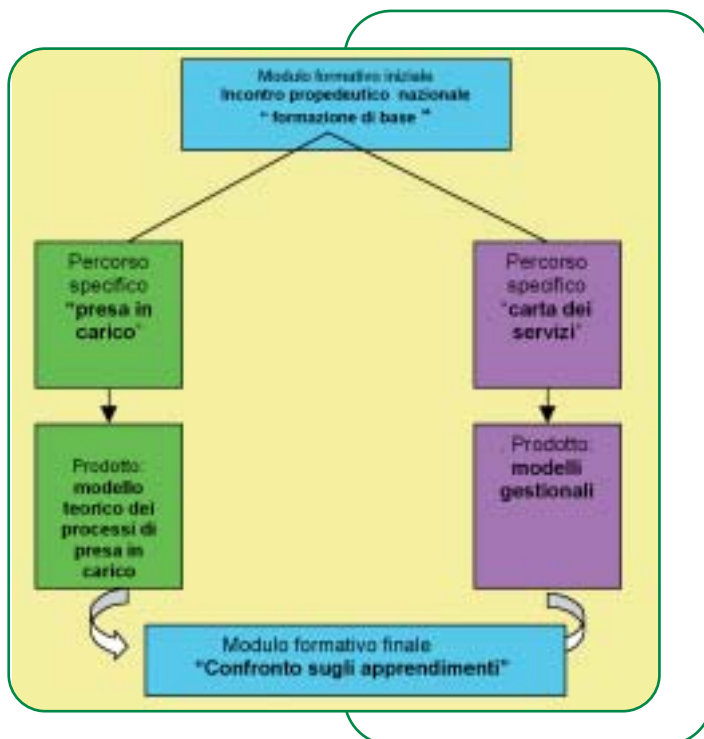 Modulo formativo iniziale
Incontro propedeutico nazionale
" formazione di base "
Percorso
specifico
"presa in
carico"
Percorso
specifico
"carta dei
servizi"
Prodotto:
modello
teorico dei
processi di
presa in
carico
. Prodotto:
modelli
gestionali
Modulo formativo finale
"Confronto sugli apprendimenti"